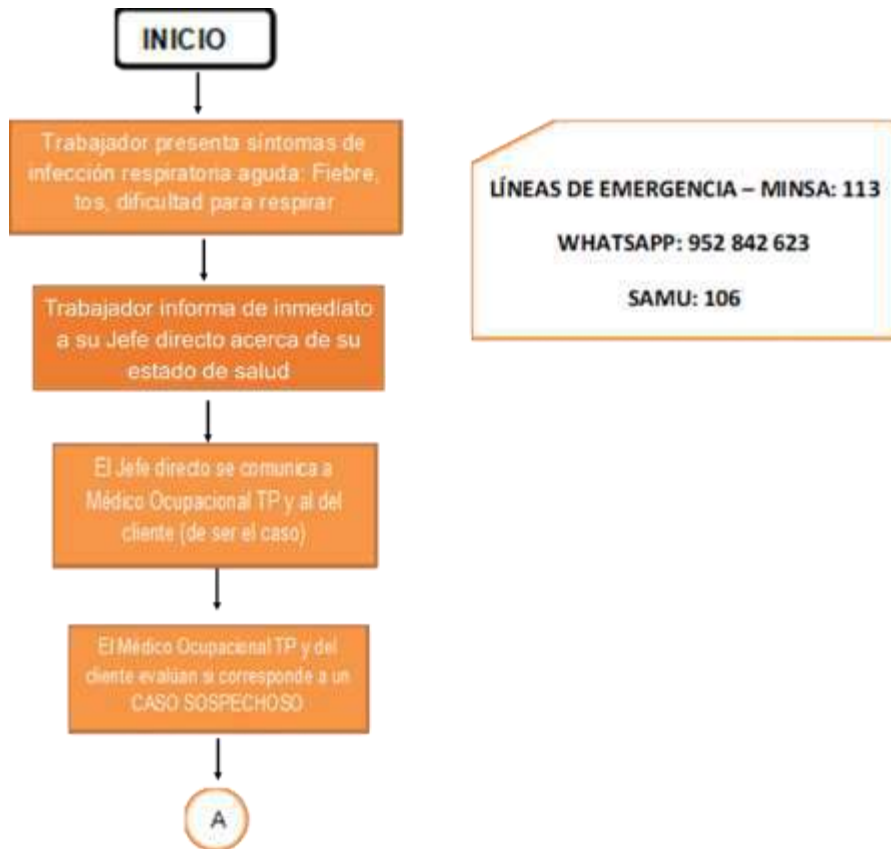 INICIO
Trabajador presenta síntomas de
infección respiratoria aguda: Fiebre,
tos, dificultad para respirar
Trabajador informa de inmediato
a su Jefe directo acerca de su
estado de salud
El Jefe directo se comunica a
Médico Ocupacional TP y al del
cliente (de ser el caso)
El Médico Ocupacional TP y del
cliente evalúan si corresponde a un
CASO SOSPECHOSO
A
LÍNEAS DE EMERGENCIA – MINSA: 113
WHATSAPP: 952 842 623
SAMU: 106